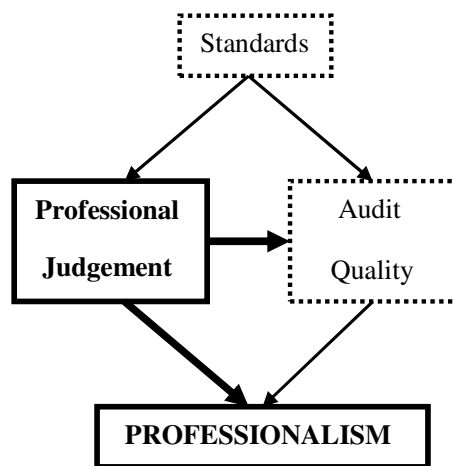 Standards
Professional
Judgement
Audit
Quality
PROFESSIONALISM